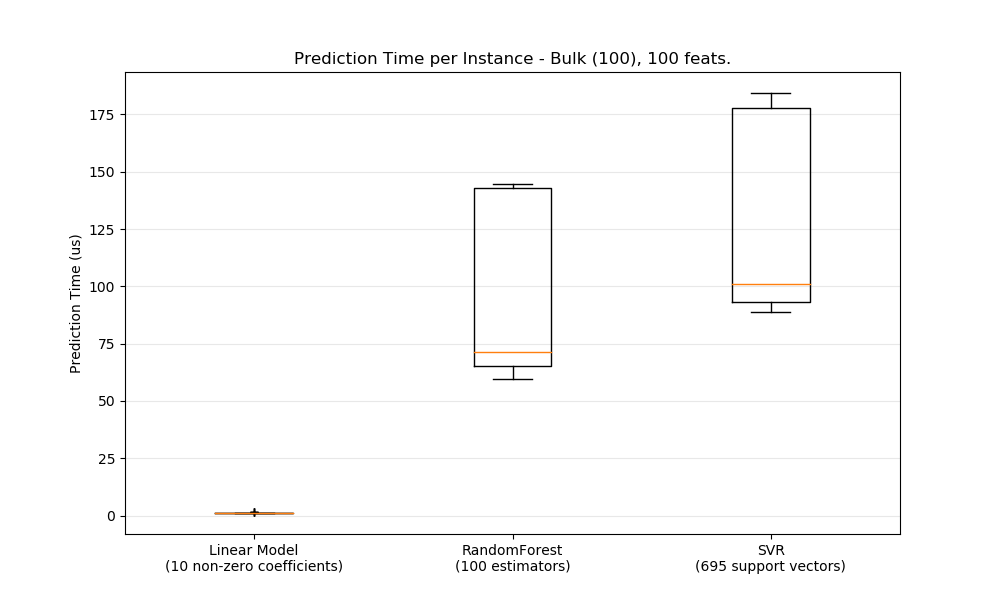 Prediction Time per Instance - Bulk (100), 100 feats.
Prediction Time (us)
175
150
125
100
75
50
25
0
Linear Model
(10 non-zero coefficients)
RandomForest
(100 estimators)
SVR
(695 support vectors)